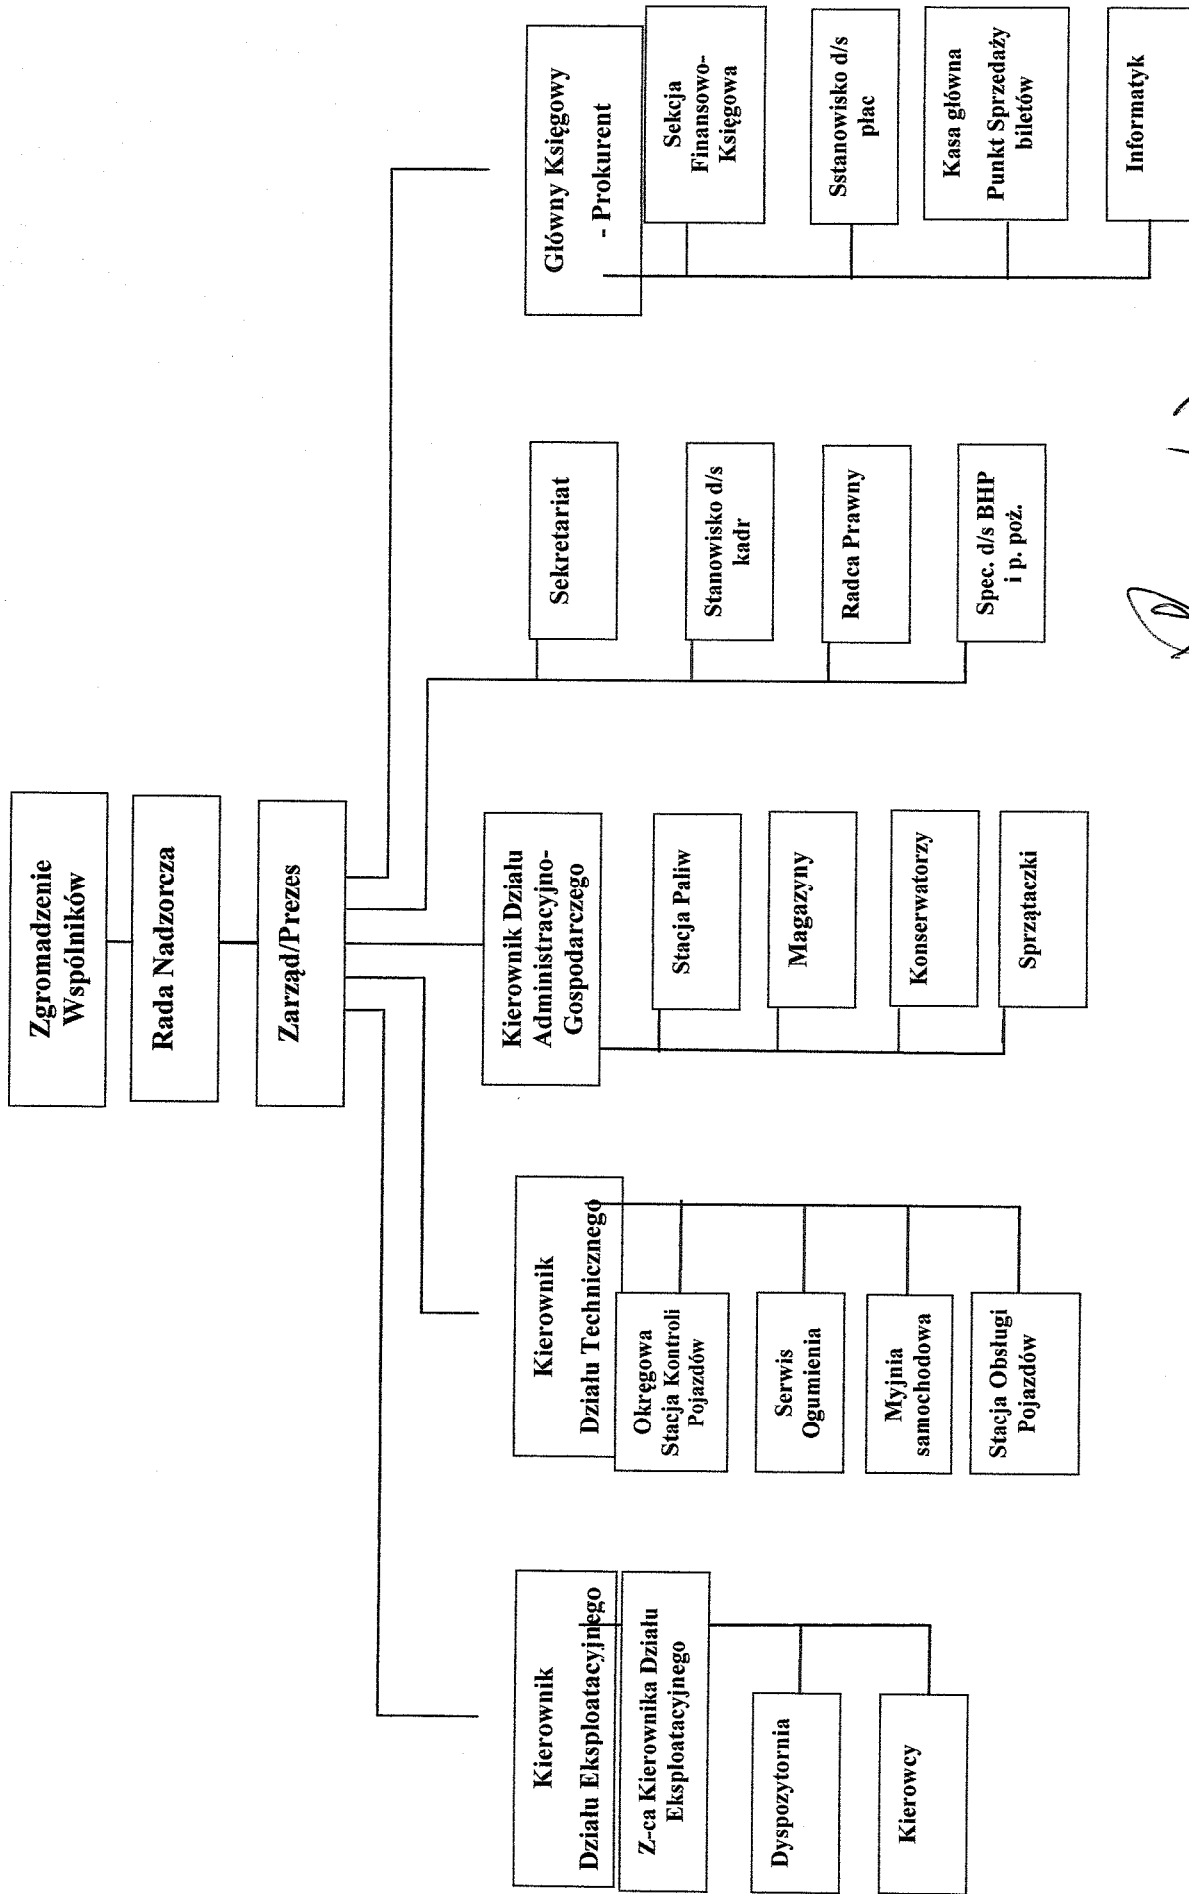 Zgromadzenie
Wspólników
Rada Nadzorcza
Zarząd/Prezes
Kierownik
Działu Eksploatacyjnego
Z-ca Kierownika Działu
Eksploatacyjnego
Dyspozytornia
Kierowcy
Kierownik
Działu Technicznego
Okręgowa
Stacja Kontroli
Pojazdów
Serwis
Ogumienia
Myjnia
samochodowa
Stacja Obsługi
Pojazdów
Kierownik Działu
Administracyjno-
Gospodarczego
Stacja Paliw
Magazyny
Konserwatorzy
Sprzątaczki
Sekretariat
Stanowisko d/s
kadr
Radca Prawny
Spec. d/s BHP
i p. poż.
Główny Księgowy
- Prokurent
Sekcja
Finansowo-
Księgowa
Sstanowisko d/s
płac
Kasa główna
Punkt Sprzedaży
biletów
Informatyk